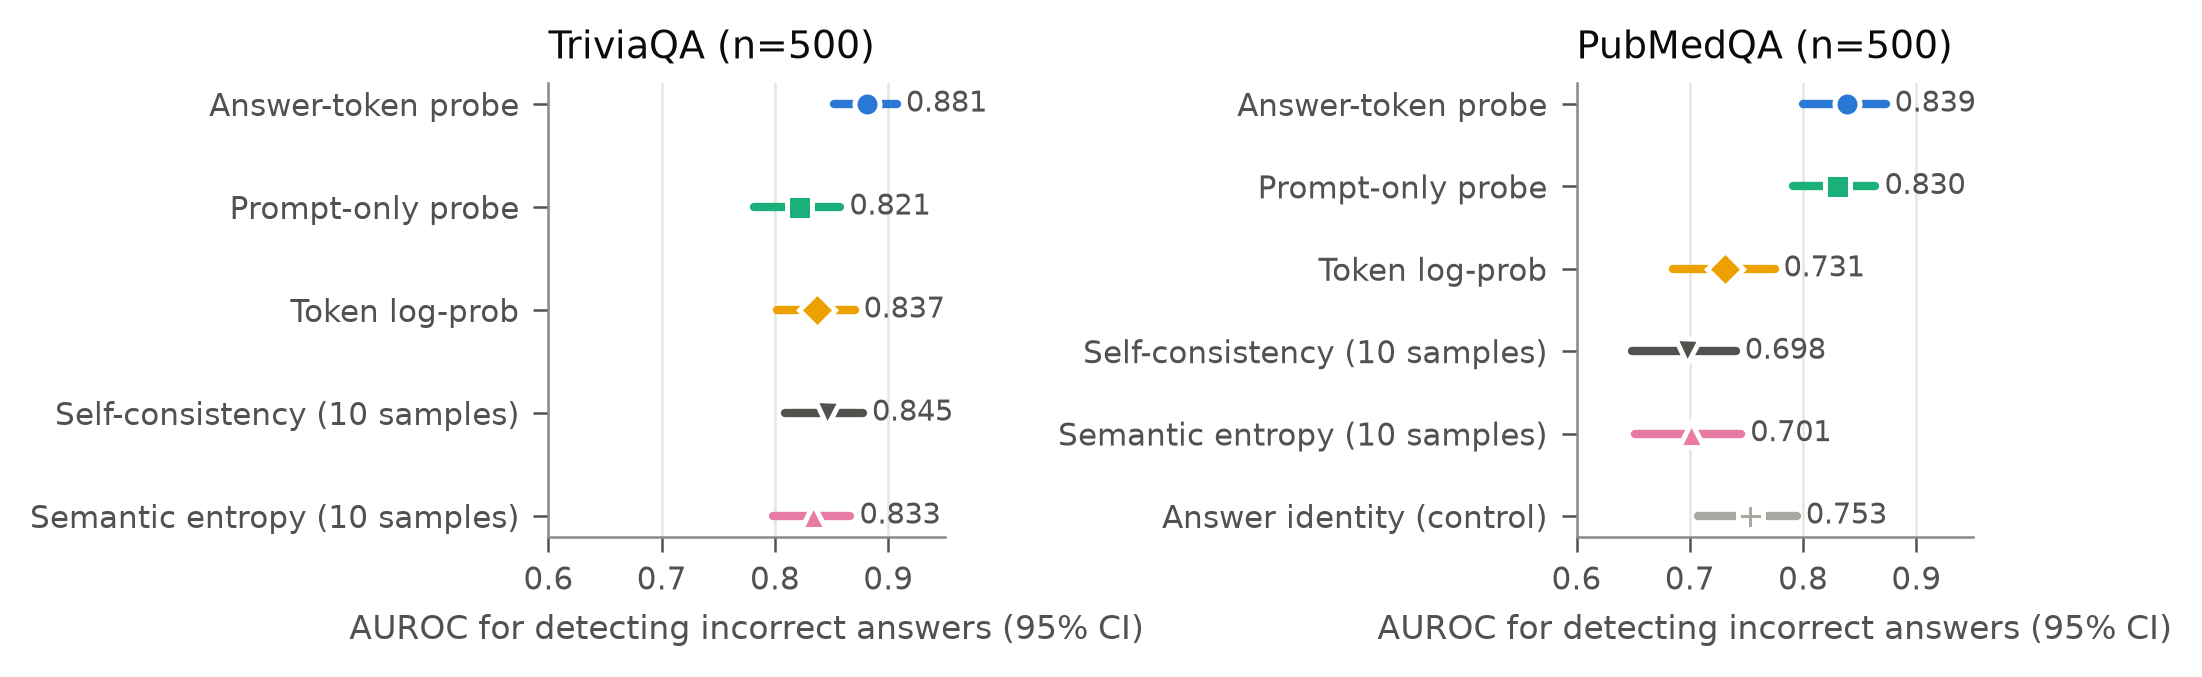 TriviaQA (n=500)
Answer-token probe
0.881
Prompt-only probe
0.821
Token log-prob
0.837
Self-consistency (10 samples)
0.845
Semantic entropy (10 samples)
0.833
0.6 0.7 0.8 0.9
AUROC for detecting incorrect answers (95% CI)
PubMedQA (n=500)
Answer-token probe
0.839
Prompt-only probe
0.830
Token log-prob
0.731
Self-consistency (10 samples)
0.698
Semantic entropy (10 samples)
0.701
Answer identity (control)
0.753
0.6 0.7 0.8 0.9
AUROC for detecting incorrect answers (95% CI)